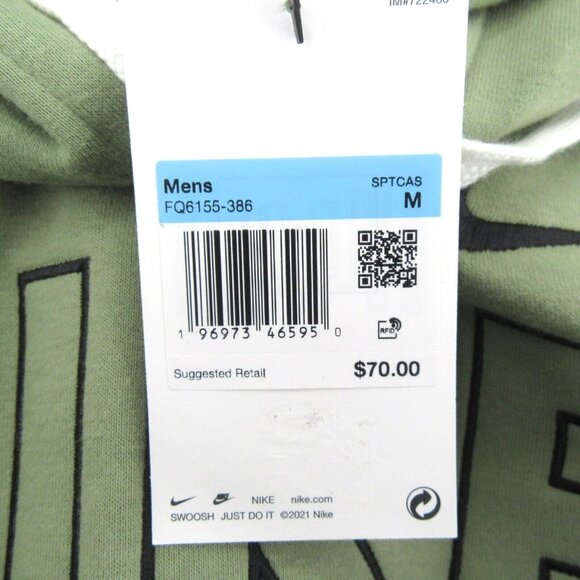 Mens
SPTCAS
FQ6155-386
M
1 96973 46595 0
RFID
Suggested Retail
$70.00
NIKE nike.com
SWOOSH JUST DO IT ©2021 Nike